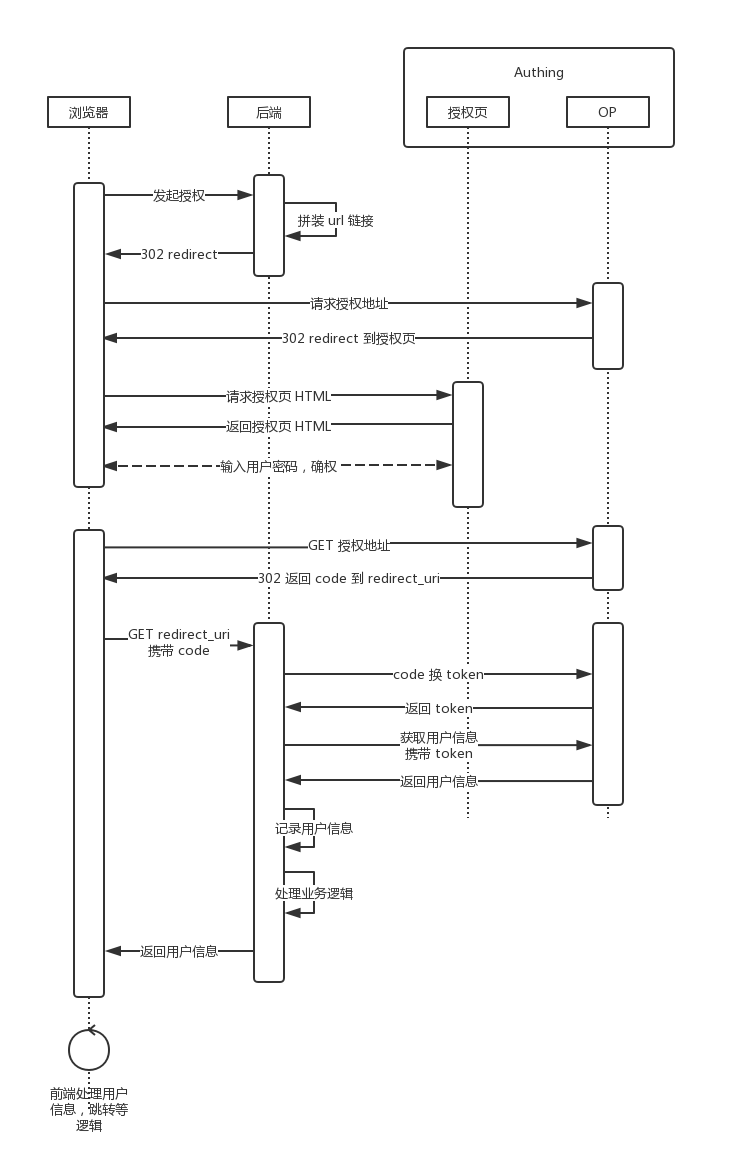 Authing
浏览器
后端
授权页
OP
发起授权
拼装 url 链接
302 redirect
请求授权地址
302 redirect 到授权页
请求授权页 HTML
返回授权页 HTML
输入用户密码，确权
GET 授权地址
302 返回 code 到 redirect_uri
GET redirect_uri
携带 code
code 换 token
返回 token
获取用户信息
携带 token
返回用户信息
记录用户信息
处理业务逻辑
返回用户信息
前端处理用户
信息，跳转等
逻辑